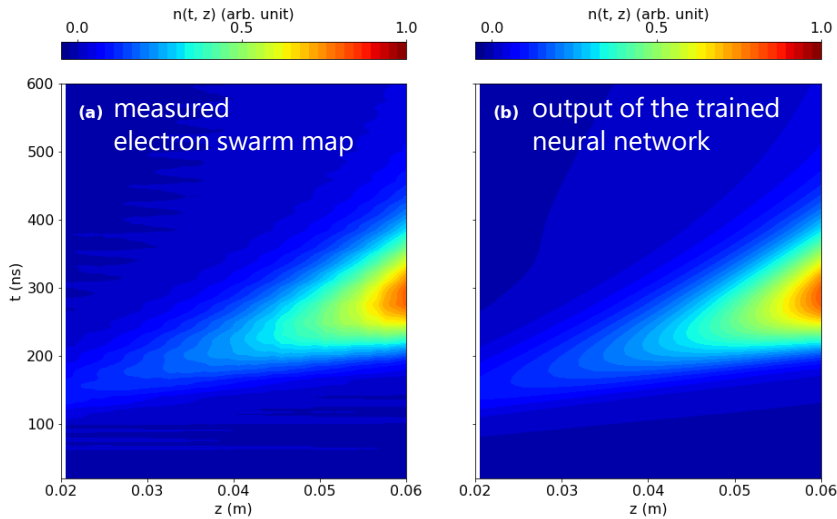 n(t, z) (arb. unit)
0.0 0.5 1.0
n(t, z) (arb. unit)
0.0 0.5 1.0
(a) measured
electron swarm map
(b) output of the trained
neural network
600
500
400
300
200
100
t (ns)
0.02 0.03 0.04 0.05 0.06
z (m)
0.02 0.03 0.04 0.05 0.06
z (m)